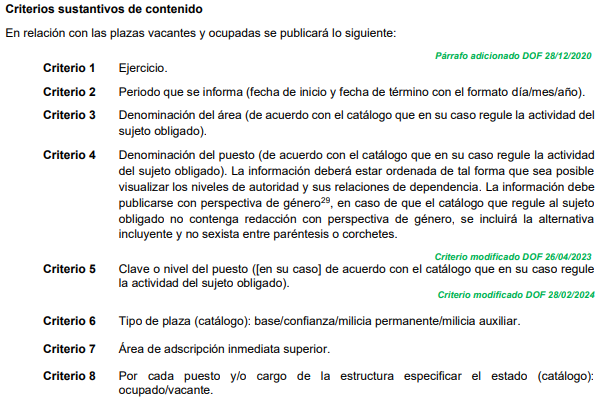 Criterios sustantivos de contenido
En relación con las plazas vacantes y ocupadas se publicará lo siguiente:
Párrafo adicionado DOF 28/12/2020
Criterio 1 Ejercicio.
Criterio 2 Periodo que se informa (fecha de inicio y fecha de término con el formato día/mes/año).
Criterio 3 Denominación del área (de acuerdo con el catálogo que en su caso regule la actividad del
sujeto obligado).
Criterio 4 Denominación del puesto (de acuerdo con el catálogo que en su caso regule la actividad
del sujeto obligado). La información deberá estar ordenada de tal forma que sea posible
visualizar los niveles de autoridad y sus relaciones de dependencia. La información debe
publicarse con perspectiva de género²⁹, en caso de que el catálogo que regule al sujeto
obligado no contenga redacción con perspectiva de género, se incluirá la alternativa
incluyente y no sexista entre paréntesis o corchetes.
Criterio modificado DOF 26/04/2023
Criterio 5 Clave o nivel del puesto ([en su caso] de acuerdo con el catálogo que en su caso regule
la actividad del sujeto obligado).
Criterio modificado DOF 28/02/2024
Criterio 6 Tipo de plaza (catálogo): base/confianza/milicia permanente/milicia auxiliar.
Criterio 7 Área de adscripción inmediata superior.
Criterio 8 Por cada puesto y/o cargo de la estructura especificar el estado (catálogo):
ocupado/vacante.